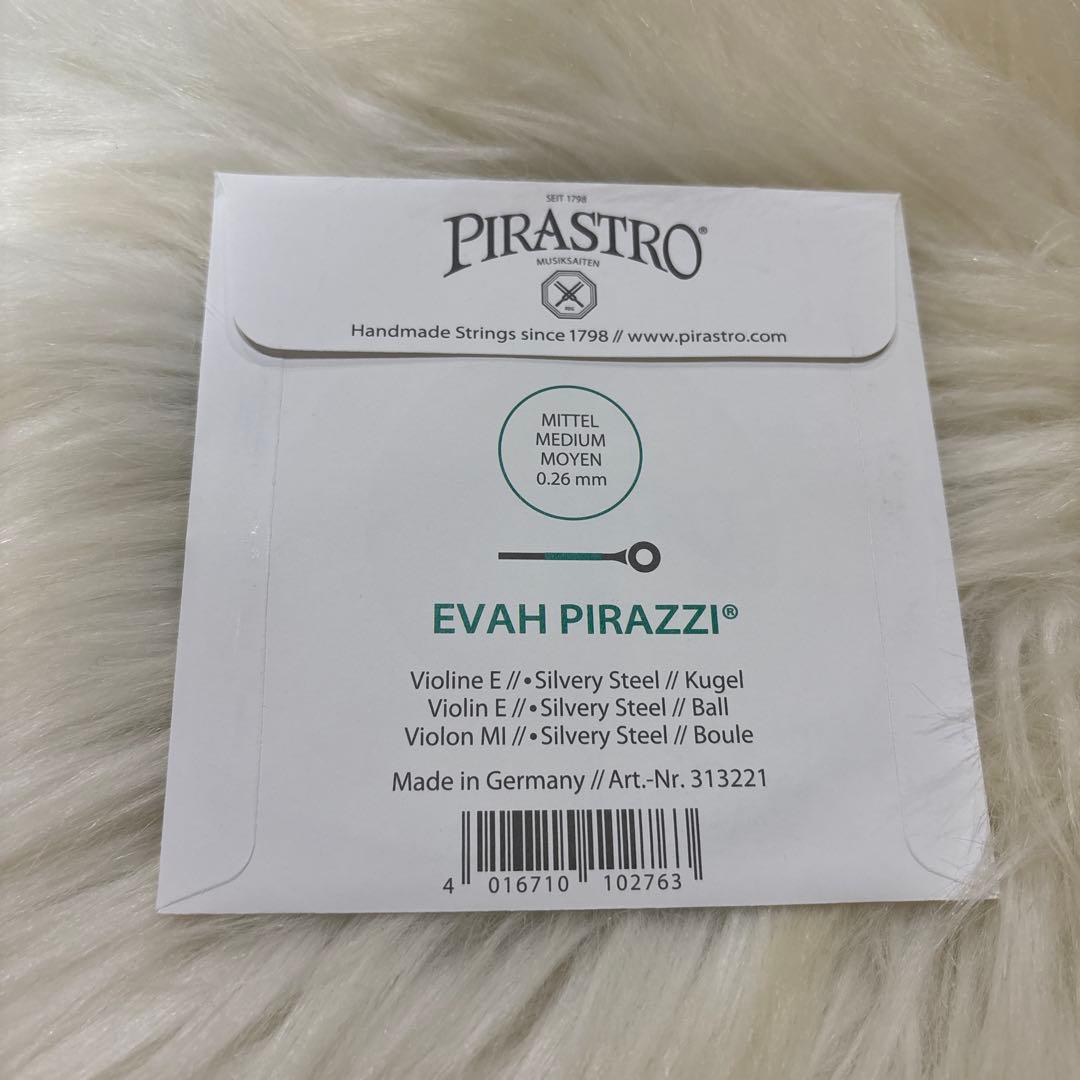 SEIT 1798
PIRASTRO®
MUSIKSAITEN
Handmade Strings since 1798 // www.pirastro.com
MITTEL
MEDIUM
MOYEN
0.26 mm
EVAH PIRAZZI®
Violine E // • Silvery Steel // Kugel
Violin E // • Silvery Steel // Ball
Violon MI // • Silvery Steel // Boule
Made in Germany // Art.-Nr. 313221
4 016710 102763